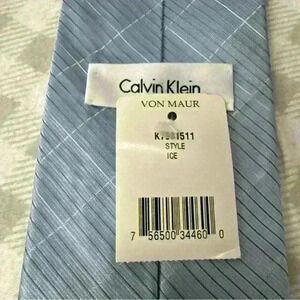 Calvin Klein
VON MAUR
STYLE
ICE
7 56500 34460 0